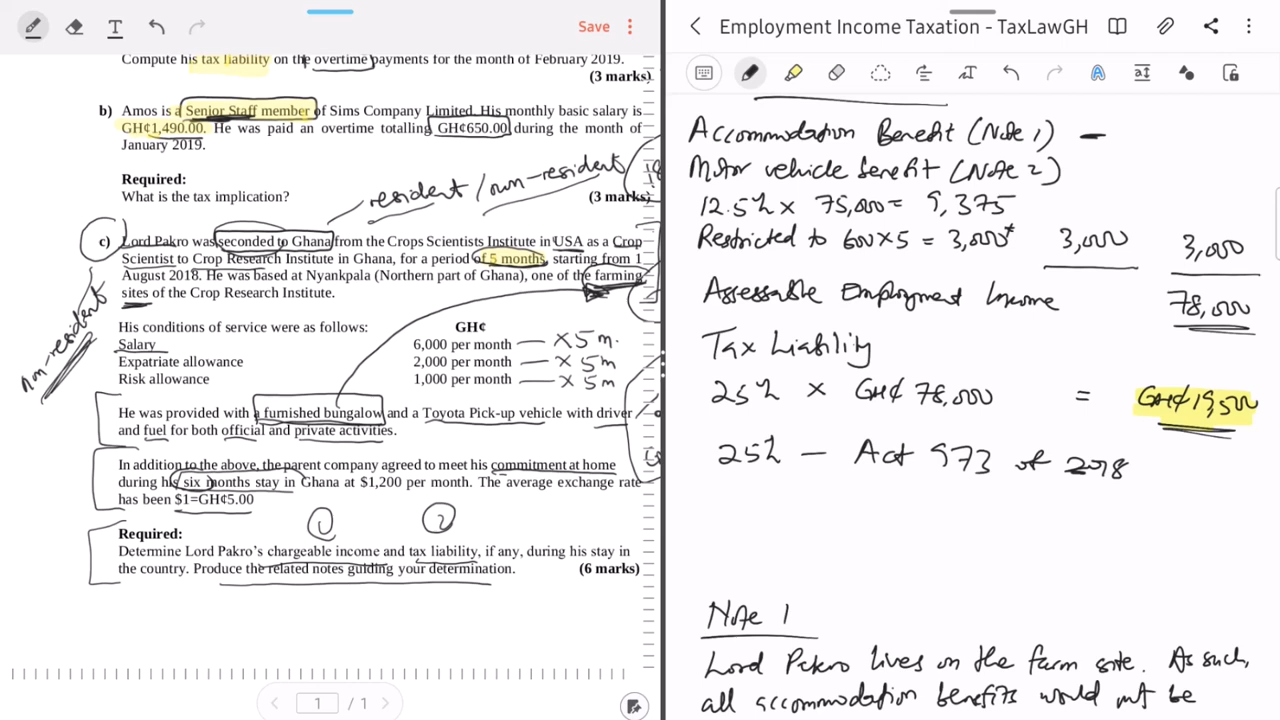 Save
Compute his tax liability on the overtime payments for the month of February 2019.
(3 marks)
b) Amos is a Senior Staff member of Sims Company Limited. His monthly basic salary is
GH¢1,490.00. He was paid an overtime totalling GH¢650.00 during the month of
January 2019.
Required:
What is the tax implication?
(3 marks)
resident / non-resident
c) Lord Pakro was seconded to Ghana from the Crops Scientists Institute in USA as a Crop
Scientist to Crop Research Institute in Ghana, for a period of 5 months, starting from 1
August 2018. He was based at Nyankpala (Northern part of Ghana), one of the farming
sites of the Crop Research Institute.
non-resident
His conditions of service were as follows: GH¢
Salary 6,000 per month — × 5 m.
Expatriate allowance 2,000 per month — × 5m
Risk allowance 1,000 per month — × 5m
He was provided with a furnished bungalow and a Toyota Pick-up vehicle with driver
and fuel for both official and private activities.
In addition to the above, the parent company agreed to meet his commitment at home
during his six months stay in Ghana at $1,200 per month. The average exchange rate
has been $1=GH¢5.00
1 2
Required:
Determine Lord Pakro's chargeable income and tax liability, if any, during his stay in
the country. Produce the related notes guiding your determination. (6 marks)
1 / 1
Employment Income Taxation - TaxLawGH
Accommodation Benefit (Note 1) —
Motor vehicle benefit (Note 2)
12.5% × 75,000 = 9,375
Restricted to 600×5 = 3,000* 3,000 3,000
Assessable Employment Income 78,000
Tax Liability
25% × GH¢ 78,000 = GH¢ 19,500
25% — Act 973 of 2018
Note 1
Lord Pakro lives on the farm site. As such,
all accommodation benefits would not be